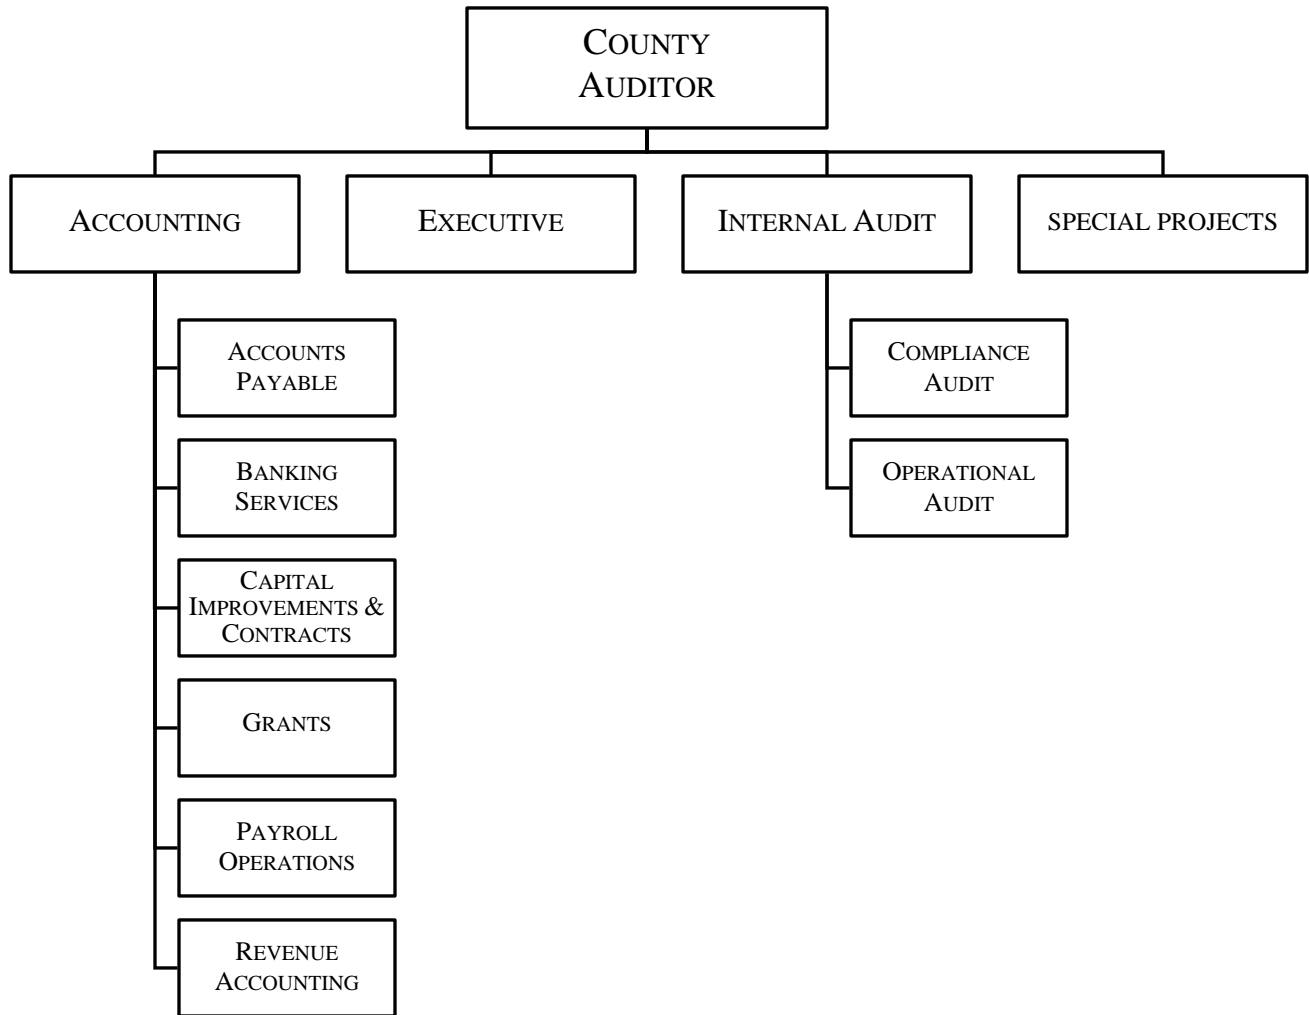 COUNTY
AUDITOR
ACCOUNTING
EXECUTIVE
INTERNAL AUDIT
SPECIAL PROJECTS
ACCOUNTS
PAYABLE
BANKING
SERVICES
CAPITAL
IMPROVEMENTS &
CONTRACTS
GRANTS
PAYROLL
OPERATIONS
REVENUE
ACCOUNTING
COMPLIANCE
AUDIT
OPERATIONAL
AUDIT